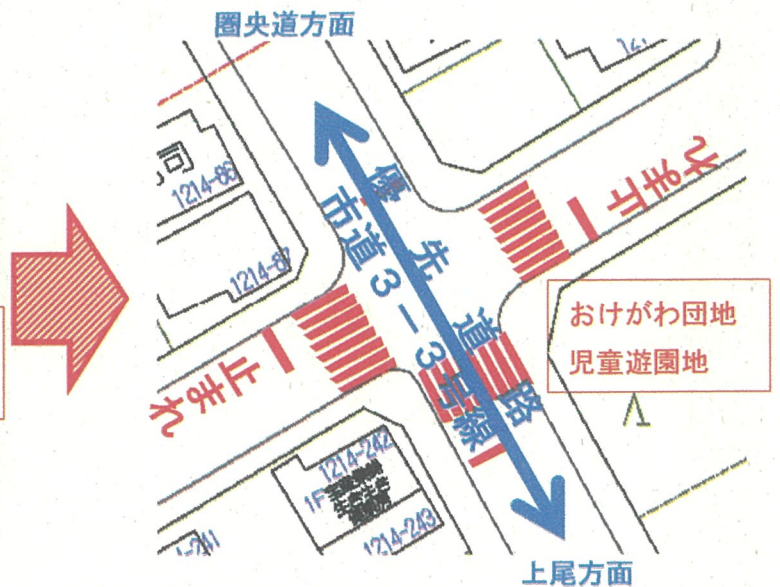 圏央道方面
1214-86
1214-87
優先道路
市道3-3号線
止まれ
止まれ
おけがわ団地
児童遊園地
1214-242
1F
1214-243
上尾方面